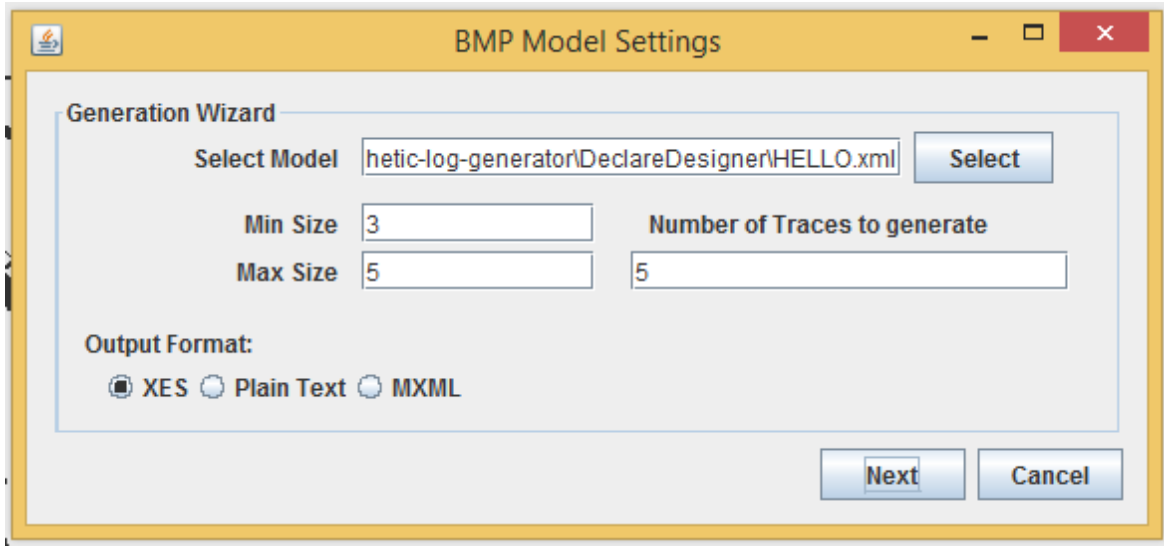 BMP Model Settings
Generation Wizard
Select Model hetic-log-generator\DeclareDesigner\HELLO.xml Select
Min Size 3 Number of Traces to generate
Max Size 5 5
Output Format:
XES Plain Text MXML
Next Cancel